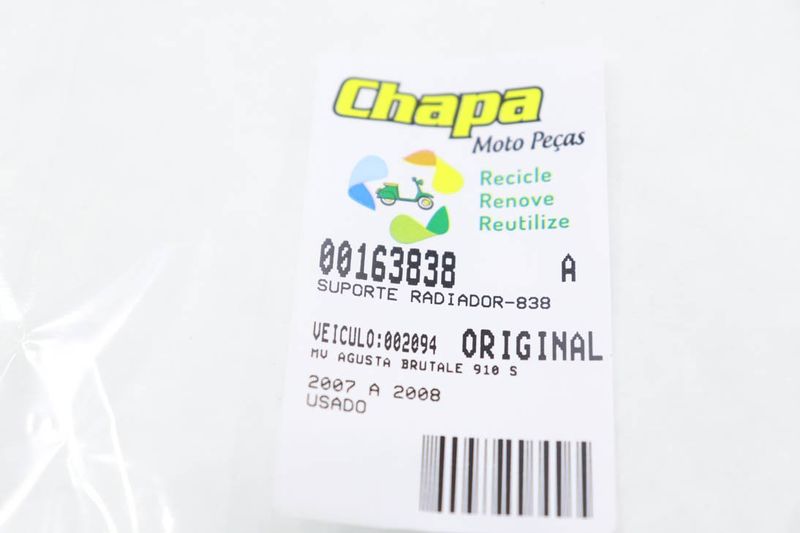 Chapa
Moto Peças
Recicle
Renove
Reutilize
00163838 A
SUPORTE RADIADOR-838
VEICULO:002094 ORIGINAL
MV AGUSTA BRUTALE 910 S
2007 A 2008
USADO